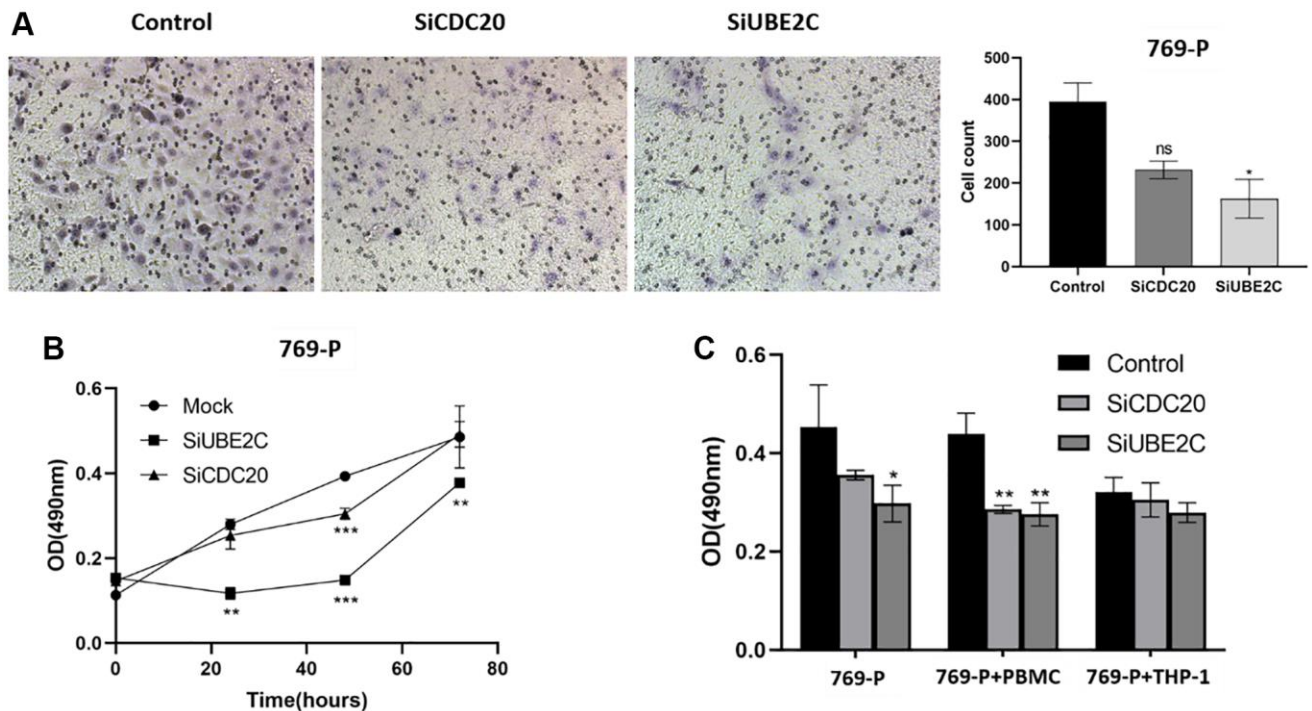 A
Control
SiCDC20
SiUBE2C
769-P
500
400
300
200
100
0
Cell count
ns
*
Control
SiCDC20
SiUBE2C
B
769-P
0.6
0.4
0.2
0.0
OD(490nm)
Mock
SiUBE2C
SiCDC20
**
***
***
**
0
20
40
60
80
Time(hours)
C
0.6
0.4
0.2
0.0
OD(490nm)
Control
SiCDC20
SiUBE2C
*
**
**
769-P
769-P+PBMC
769-P+THP-1